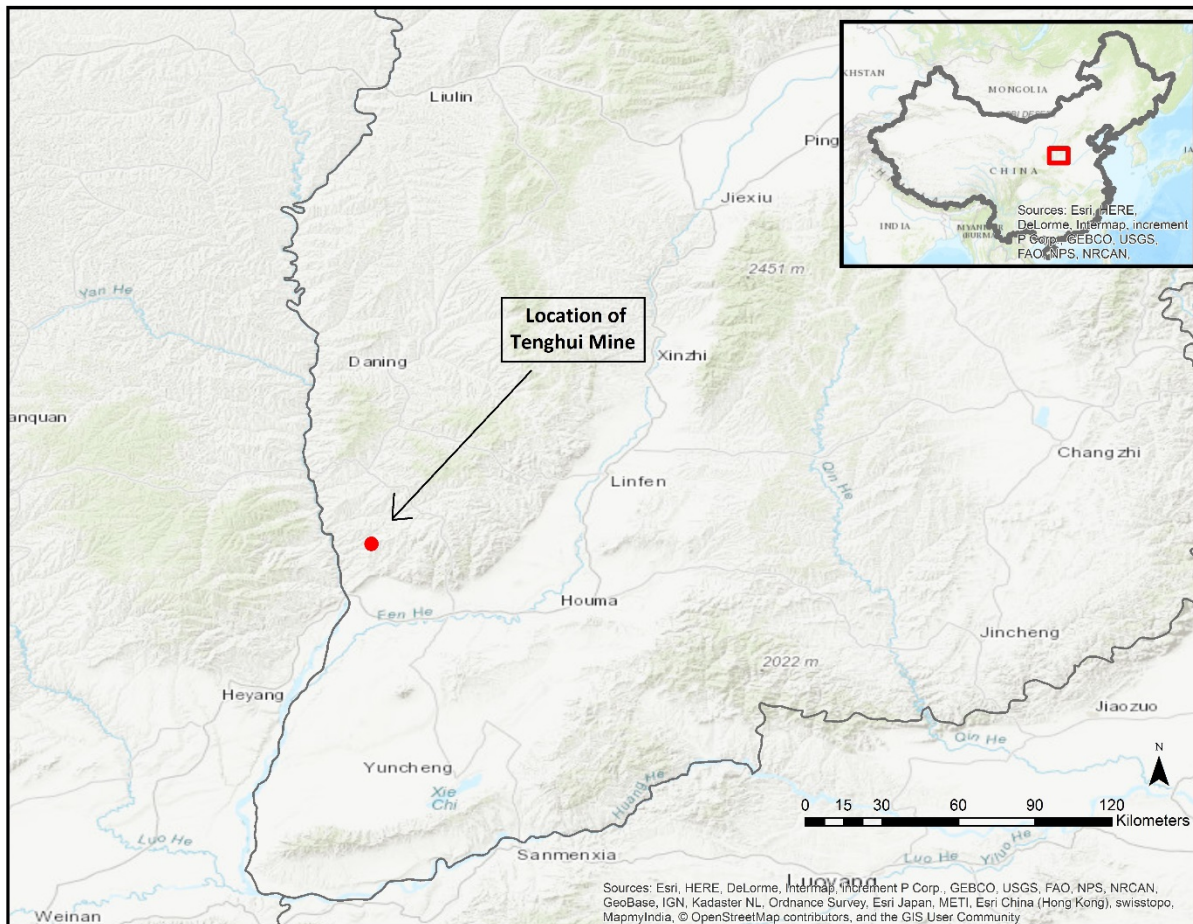 Liulin
Ping
Jiexiu
2451 m
Yan He
Location of
Tenghui Mine
Daning
Xinzhi
anquan
Qin He
Changzhi
Linfen
Houma
Een He
Jincheng
2022 m
Heyang
Jiaozuo
Qin He
Yuncheng
Xie
Chi
Huang He
N
0 15 30 60 90 120
Kilometers
Luo He
Sanmenxia
Luo He
Yiluo He
Luoyang
Weinan
KHSTAN
MONGOLIA
CHINA
JA
INDIA
MYANMAR
(BURMA)
Sources: Esri, HERE,
DeLorme, Intermap, increment
P Corp., GEBCO, USGS,
FAO, NPS, NRCAN,
Sources: Esri, HERE, DeLorme, Intermap, increment P Corp., GEBCO, USGS, FAO, NPS, NRCAN,
GeoBase, IGN, Kadaster NL, Ordnance Survey, Esri Japan, METI, Esri China (Hong Kong), swisstopo,
MapmyIndia, © OpenStreetMap contributors, and the GIS User Community